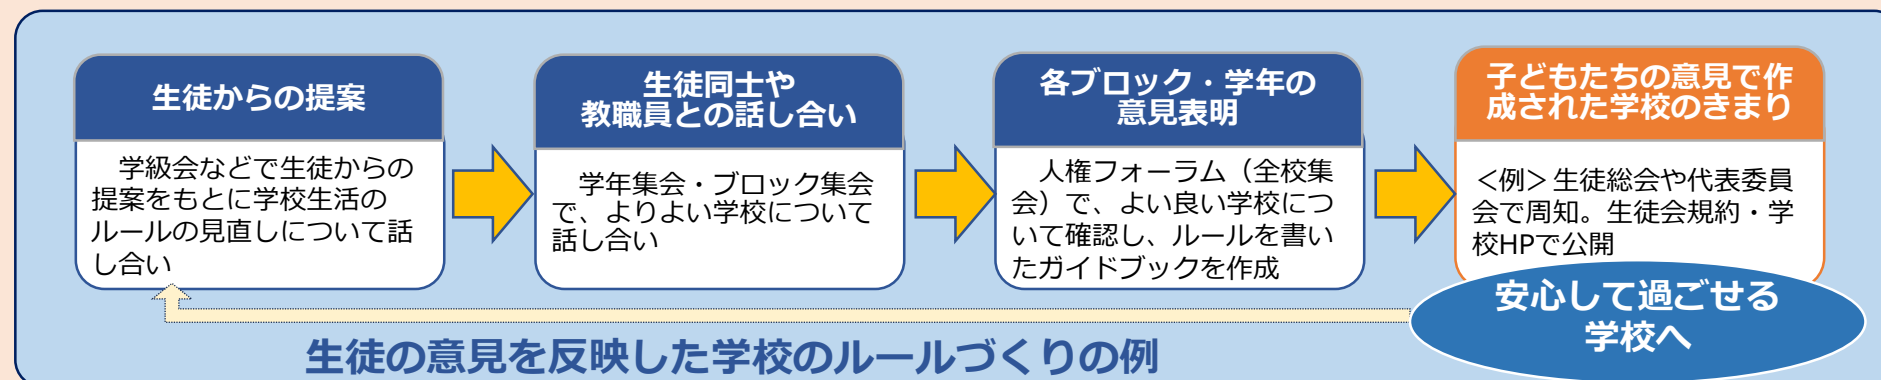 生徒からの提案
学級会などで生徒からの
提案をもとに学校生活の
ルールの見直しについて話
し合い
生徒同士や
教職員との話し合い
学年集会・ブロック集会
で、よりよい学校について
話し合い
各ブロック・学年の
意見表明
人権フォーラム（全校集
会）で、よい良い学校につ
いて確認し、ルールを書い
たガイドブックを作成
子どもたちの意見で作
成された学校のきまり
＜例＞生徒総会や代表委員
会で周知。生徒会規約・学
校HPで公開
安心して過ごせる
学校へ
生徒の意見を反映した学校のルールづくりの例